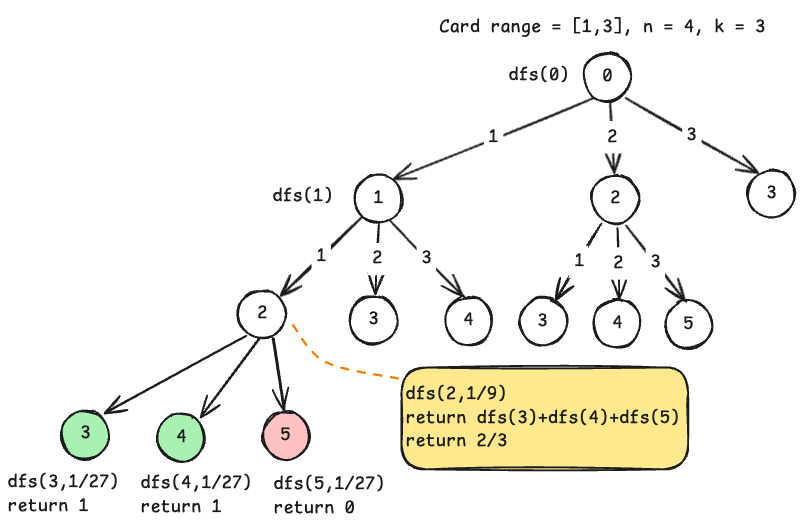 Card range = [1,3], n = 4, k = 3
dfs(0)
0
1
2
3
dfs(1)
1
2
3
1
2
3
1
2
3
2
3
4
3
4
5
dfs(2,1/9)
return dfs(3)+dfs(4)+dfs(5)
return 2/3
3
4
5
dfs(3,1/27)
return 1
dfs(4,1/27)
return 1
dfs(5,1/27)
return 0